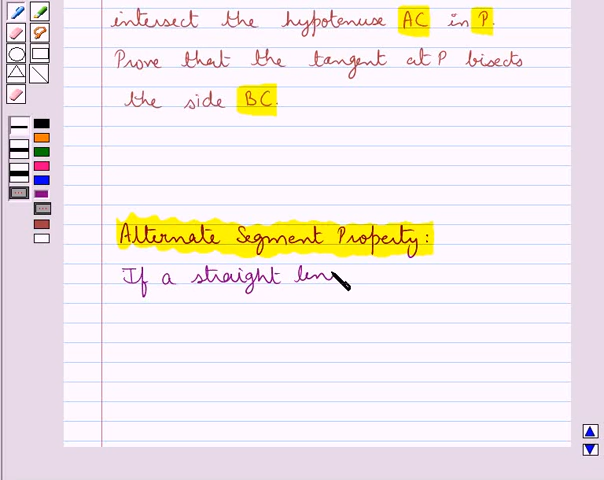 intersect the hypotenuse AC in P.
Prove that the tangent at P bisects
the side BC.
Alternate Segment Property:
If a straight lin